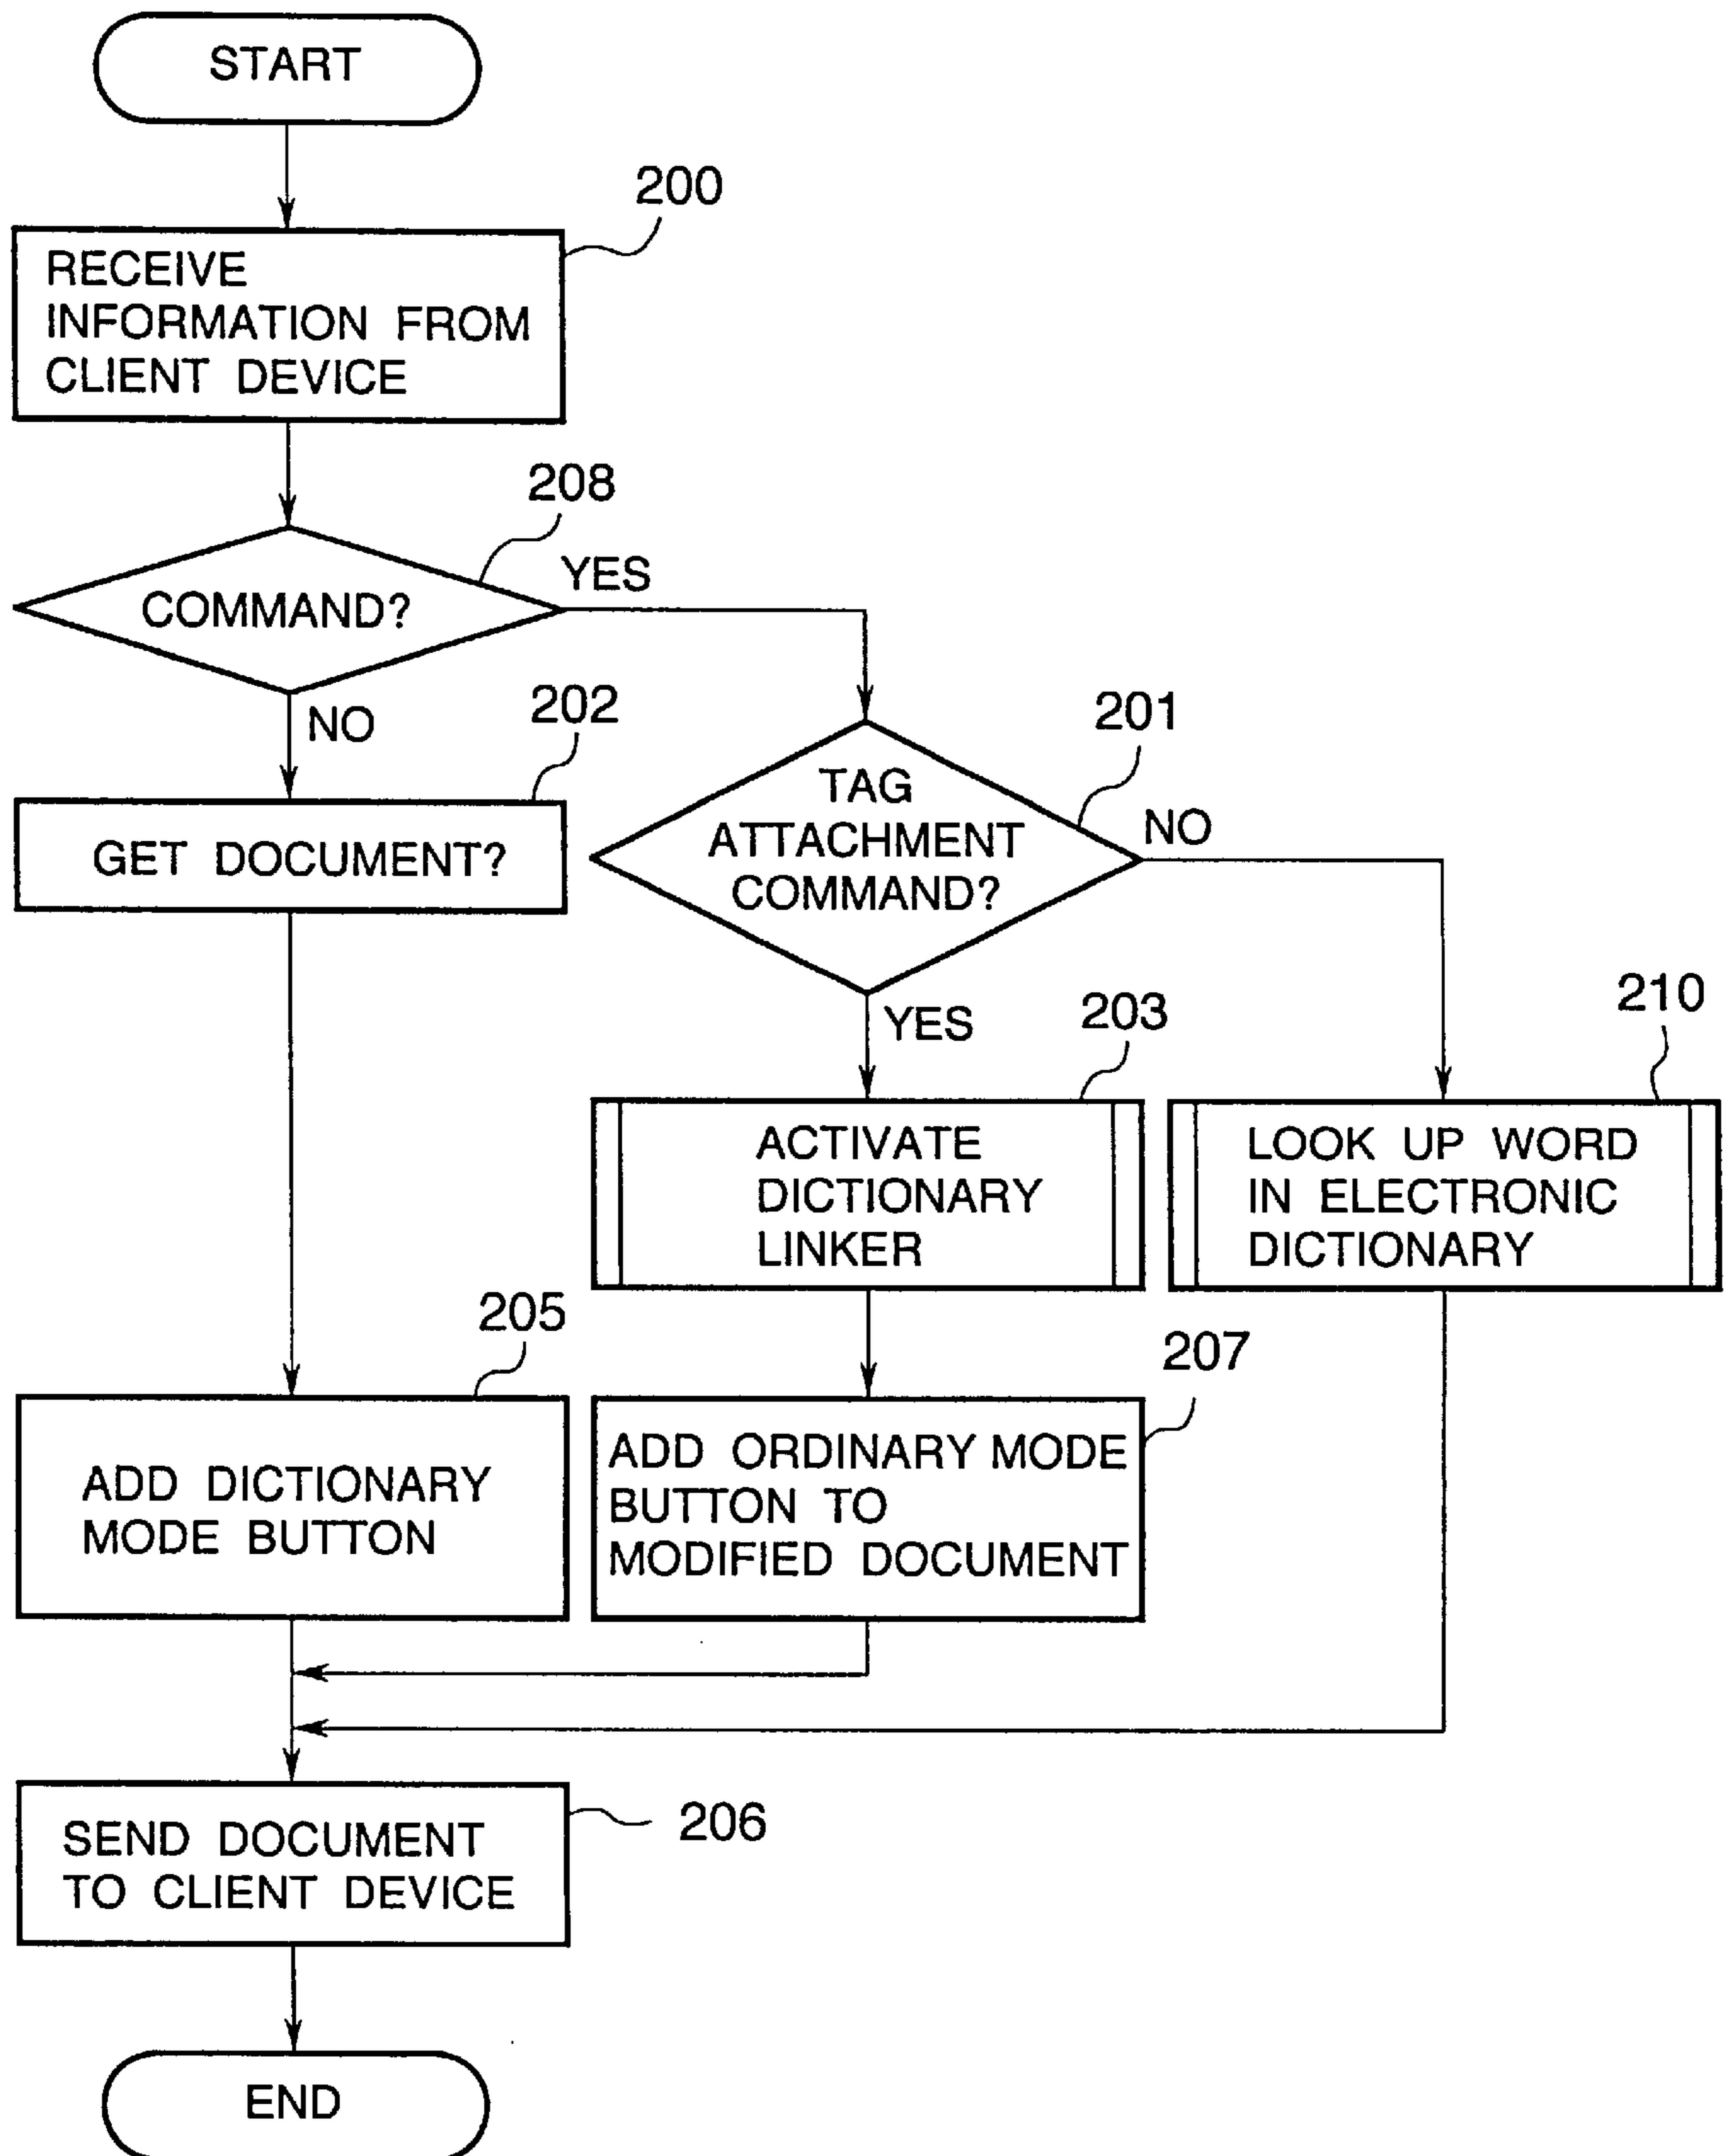 START
200
RECEIVE
INFORMATION FROM
CLIENT DEVICE
208
YES
COMMAND?
NO
202
201
GET DOCUMENT?
TAG
ATTACHMENT
COMMAND?
NO
YES
203
210
ACTIVATE
DICTIONARY
LINKER
LOOK UP WORD
IN ELECTRONIC
DICTIONARY
205
207
ADD DICTIONARY
MODE BUTTON
ADD ORDINARY MODE
BUTTON TO
MODIFIED DOCUMENT
206
SEND DOCUMENT
TO CLIENT DEVICE
END